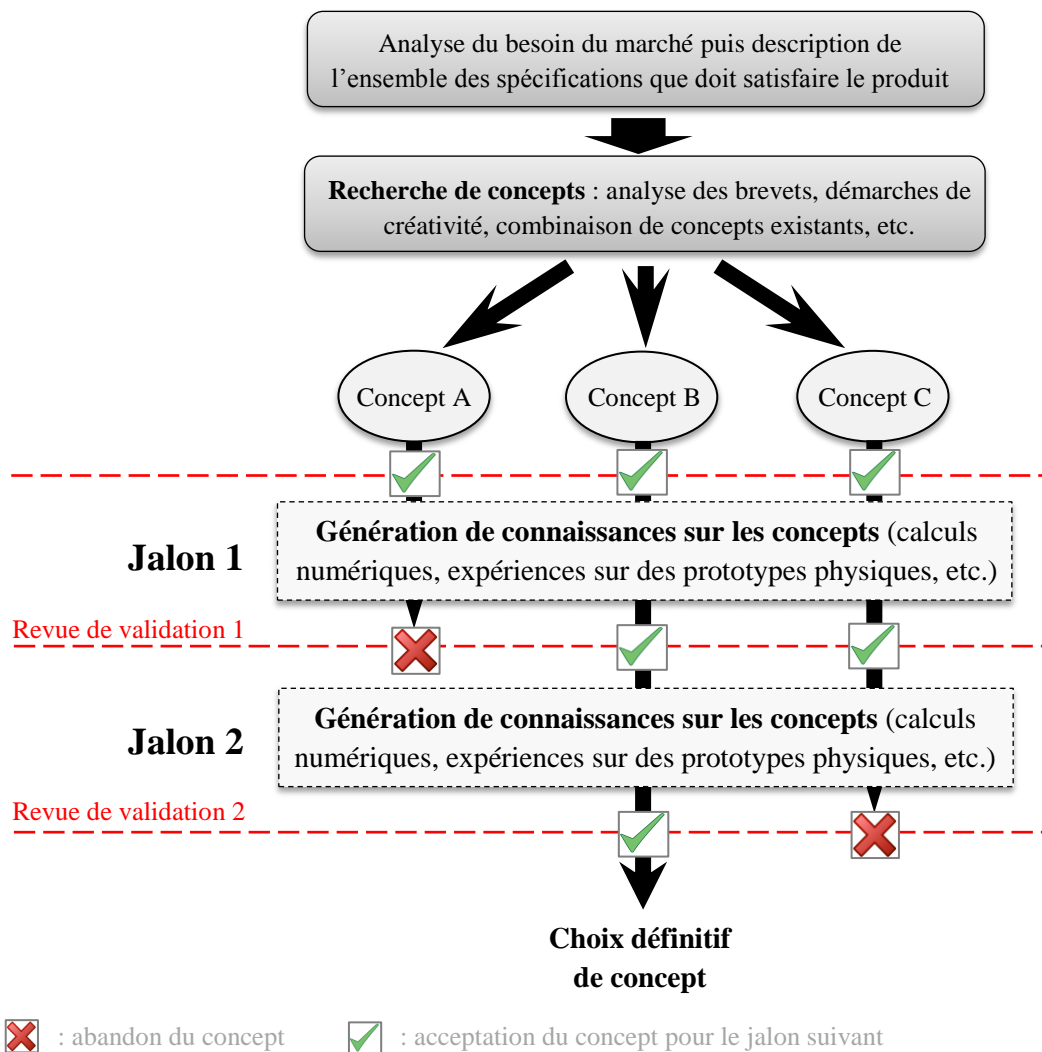 Analyse du besoin du marché puis description de
l’ensemble des spécifications que doit satisfaire le produit
Recherche de concepts : analyse des brevets, démarches de
créativité, combinaison de concepts existants, etc.
Concept A
Concept B
Concept C
Jalon 1
Génération de connaissances sur les concepts (calculs
numériques, expériences sur des prototypes physiques, etc.)
Revue de validation 1
Jalon 2
Génération de connaissances sur les concepts (calculs
numériques, expériences sur des prototypes physiques, etc.)
Revue de validation 2
Choix définitif
de concept
: abandon du concept
: acceptation du concept pour le jalon suivant